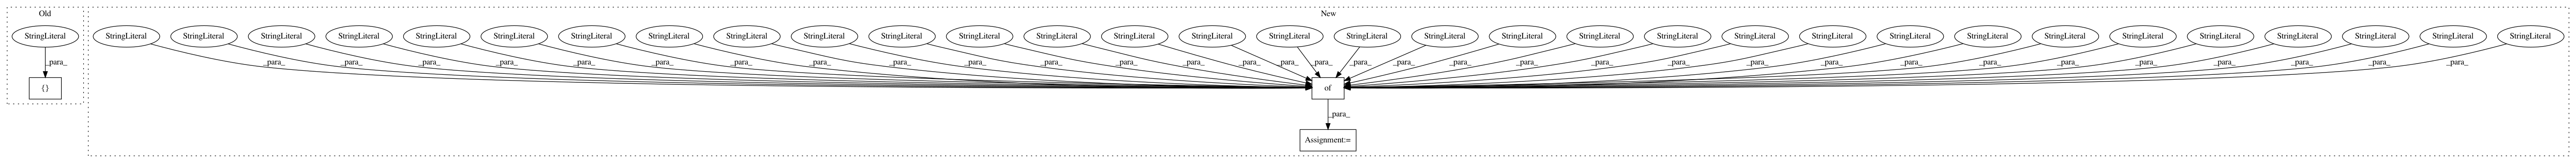 Old
New
StringLiteral StringLiteral StringLiteral StringLiteral StringLiteral StringLiteral StringLiteral StringLiteral StringLiteral StringLiteral StringLiteral StringLiteral StringLiteral StringLiteral StringLiteral StringLiteral StringLiteral StringLiteral StringLiteral StringLiteral StringLiteral StringLiteral StringLiteral StringLiteral StringLiteral StringLiteral StringLiteral StringLiteral StringLiteral StringLiteral StringLiteral StringLiteral StringLiteral
_para_ _para_ _para_ _para_ _para_ _para_ _para_ _para_ _para_ _para_ _para_ _para_ _para_ _para_ _para_ _para_ _para_ _para_ _para_ _para_ _para_ _para_ _para_ _para_ _para_ _para_ _para_ _para_ _para_ _para_ _para_ _para_ _para_
{}
of
_para_
Assignment:=